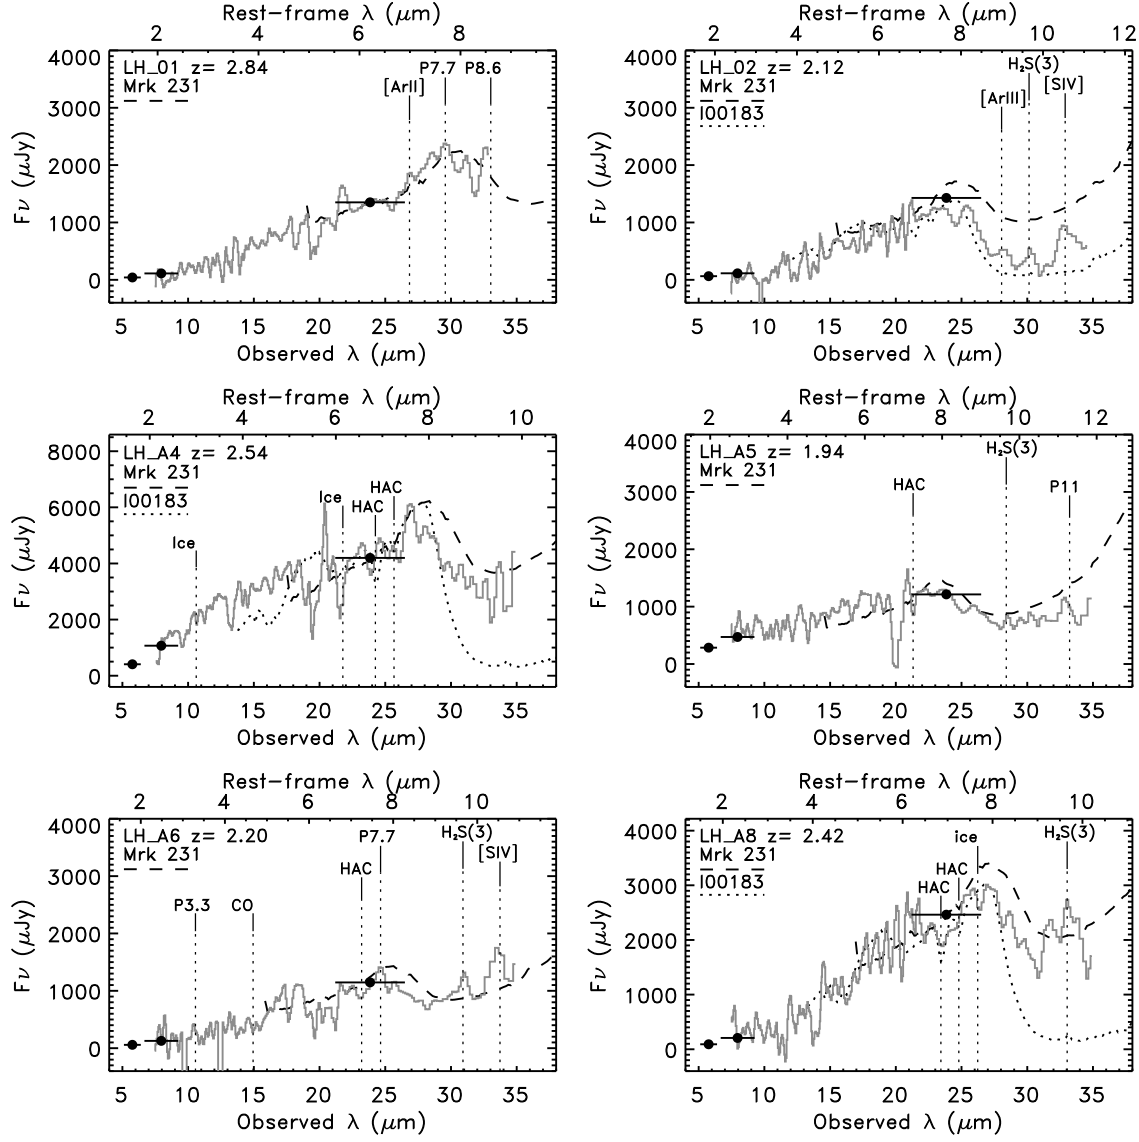 Rest-frame λ (μm)
2 4 6 8
4000
3000
2000
1000
0
Fν (μJy)
LH_01 z= 2.84
Mrk 231
[ArII]
P7.7 P8.6
5 10 15 20 25 30 35
Observed λ (μm)
Rest-frame λ (μm)
2 4 6 8 10 12
4000
3000
2000
1000
0
Fν (μJy)
LH_02 z= 2.12
Mrk 231
I00183
H₂S(3)
[ArIII]
[SIV]
5 10 15 20 25 30 35
Observed λ (μm)
Rest-frame λ (μm)
2 4 6 8 10
8000
6000
4000
2000
0
Fν (μJy)
LH_A4 z= 2.54
Mrk 231
I00183
Ice
Ice
HAC
HAC
5 10 15 20 25 30 35
Observed λ (μm)
Rest-frame λ (μm)
2 4 6 8 10 12
4000
3000
2000
1000
0
Fν (μJy)
LH_A5 z= 1.94
Mrk 231
HAC
H₂S(3)
P11
5 10 15 20 25 30 35
Observed λ (μm)
Rest-frame λ (μm)
2 4 6 8 10
4000
3000
2000
1000
0
Fν (μJy)
LH_A6 z= 2.20
Mrk 231
P3.3 CO
HAC
P7.7
H₂S(3)
[SIV]
5 10 15 20 25 30 35
Observed λ (μm)
Rest-frame λ (μm)
2 4 6 8 10
4000
3000
2000
1000
0
Fν (μJy)
LH_A8 z= 2.42
Mrk 231
I00183
HAC
HAC
ice
H₂S(3)
5 10 15 20 25 30 35
Observed λ (μm)